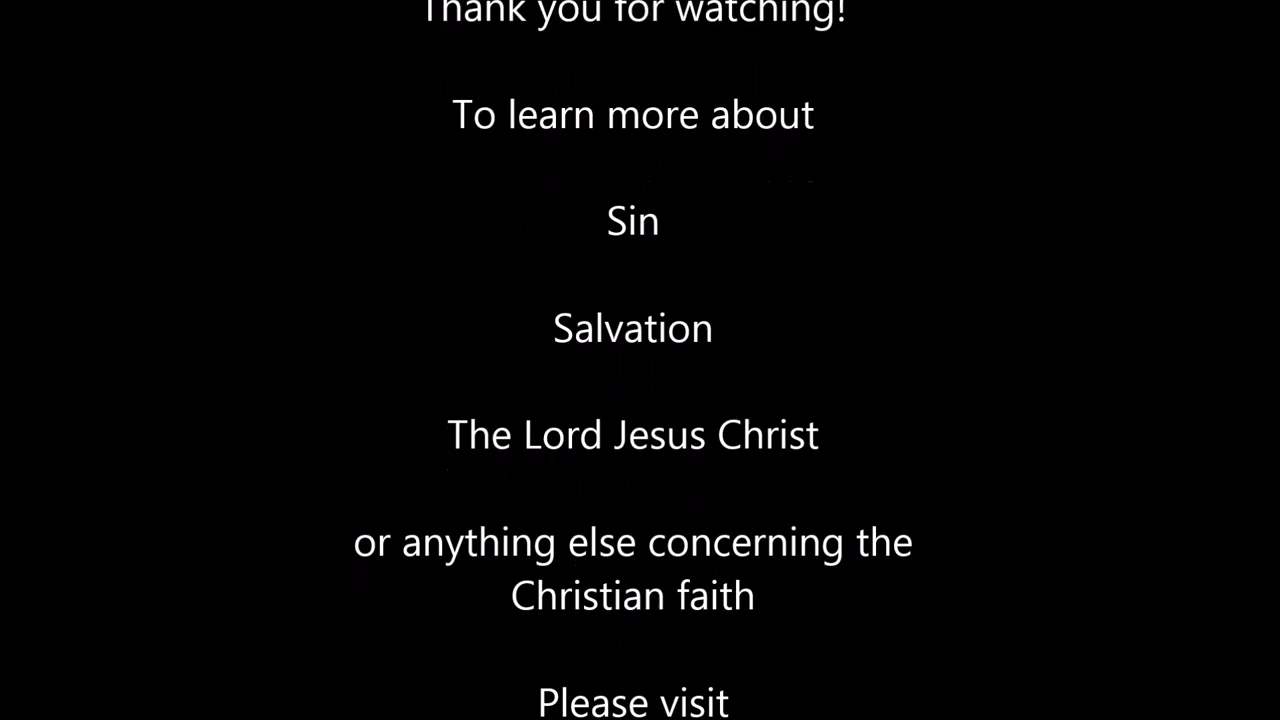 Thank you for watching!
To learn more about
Sin
Salvation
The Lord Jesus Christ
or anything else concerning the
Christian faith
Please visit